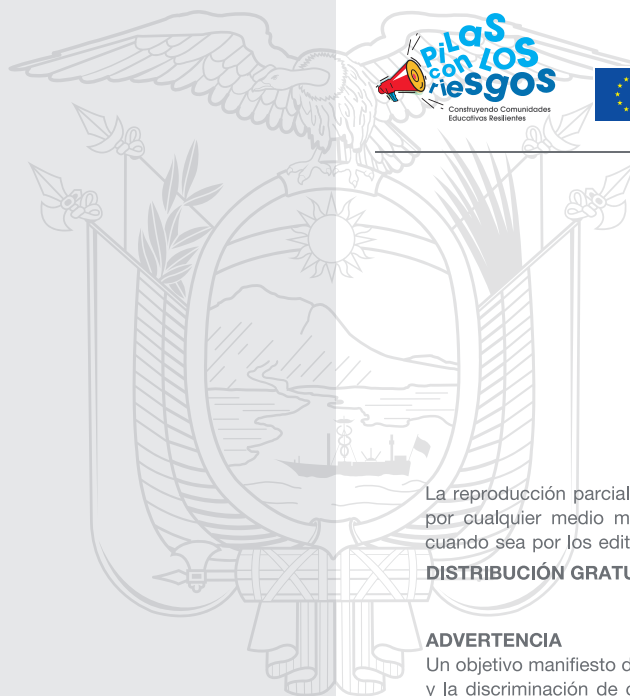 PiLaS
con LOS
riesgos
Construyendo Comunidades
Educativas Resilientes
La reproducción parcial
por cualquier medio m
cuando sea por los edit
DISTRIBUCIÓN GRATU
ADVERTENCIA
Un objetivo manifiesto d
y la discriminación de